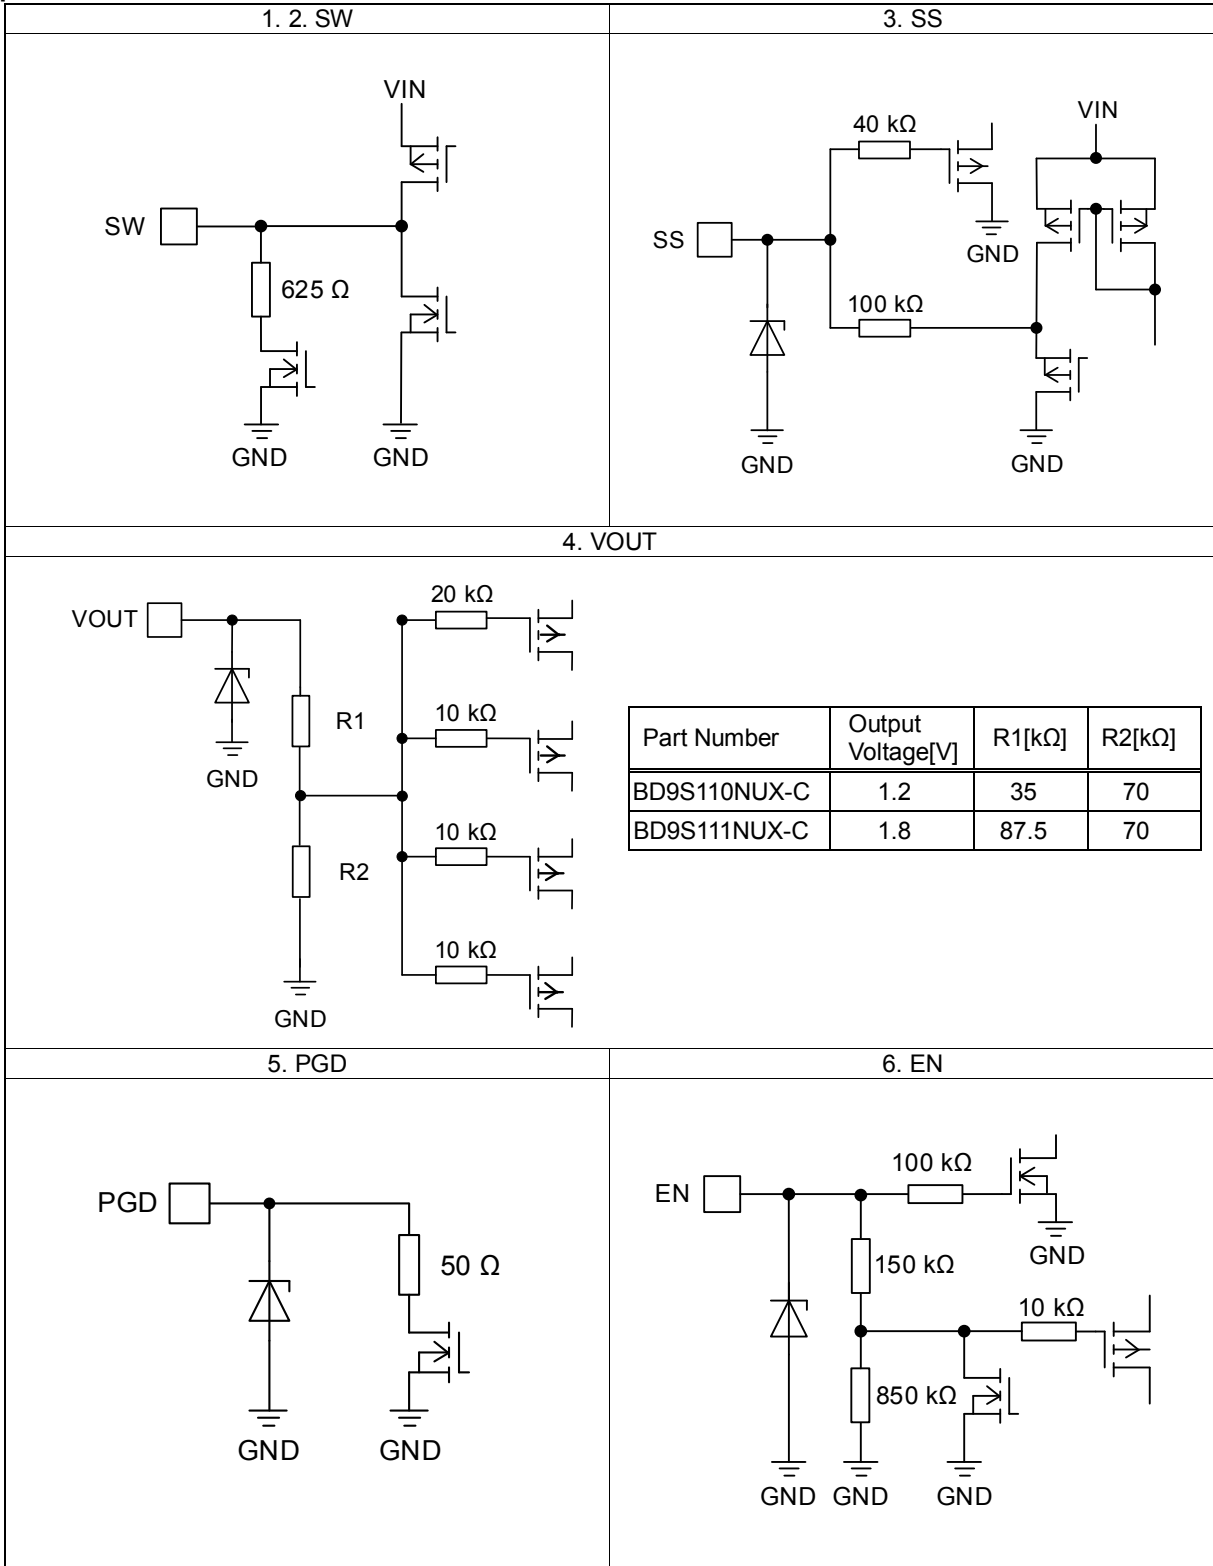 1. 2. SW
VIN
SW
625 Ω
GND
GND
3. SS
40 kΩ
VIN
SS
GND
100 kΩ
GND
GND
4. VOUT
VOUT
20 kΩ
R1
10 kΩ
GND
10 kΩ
R2
10 kΩ
GND
Part Number Output Voltage[V] R1[kΩ] R2[kΩ]
BD9S110NUX-C 1.2 35 70
BD9S111NUX-C 1.8 87.5 70
5. PGD
PGD
50 Ω
GND
GND
6. EN
100 kΩ
EN
GND
150 kΩ
10 kΩ
850 kΩ
GND
GND
GND